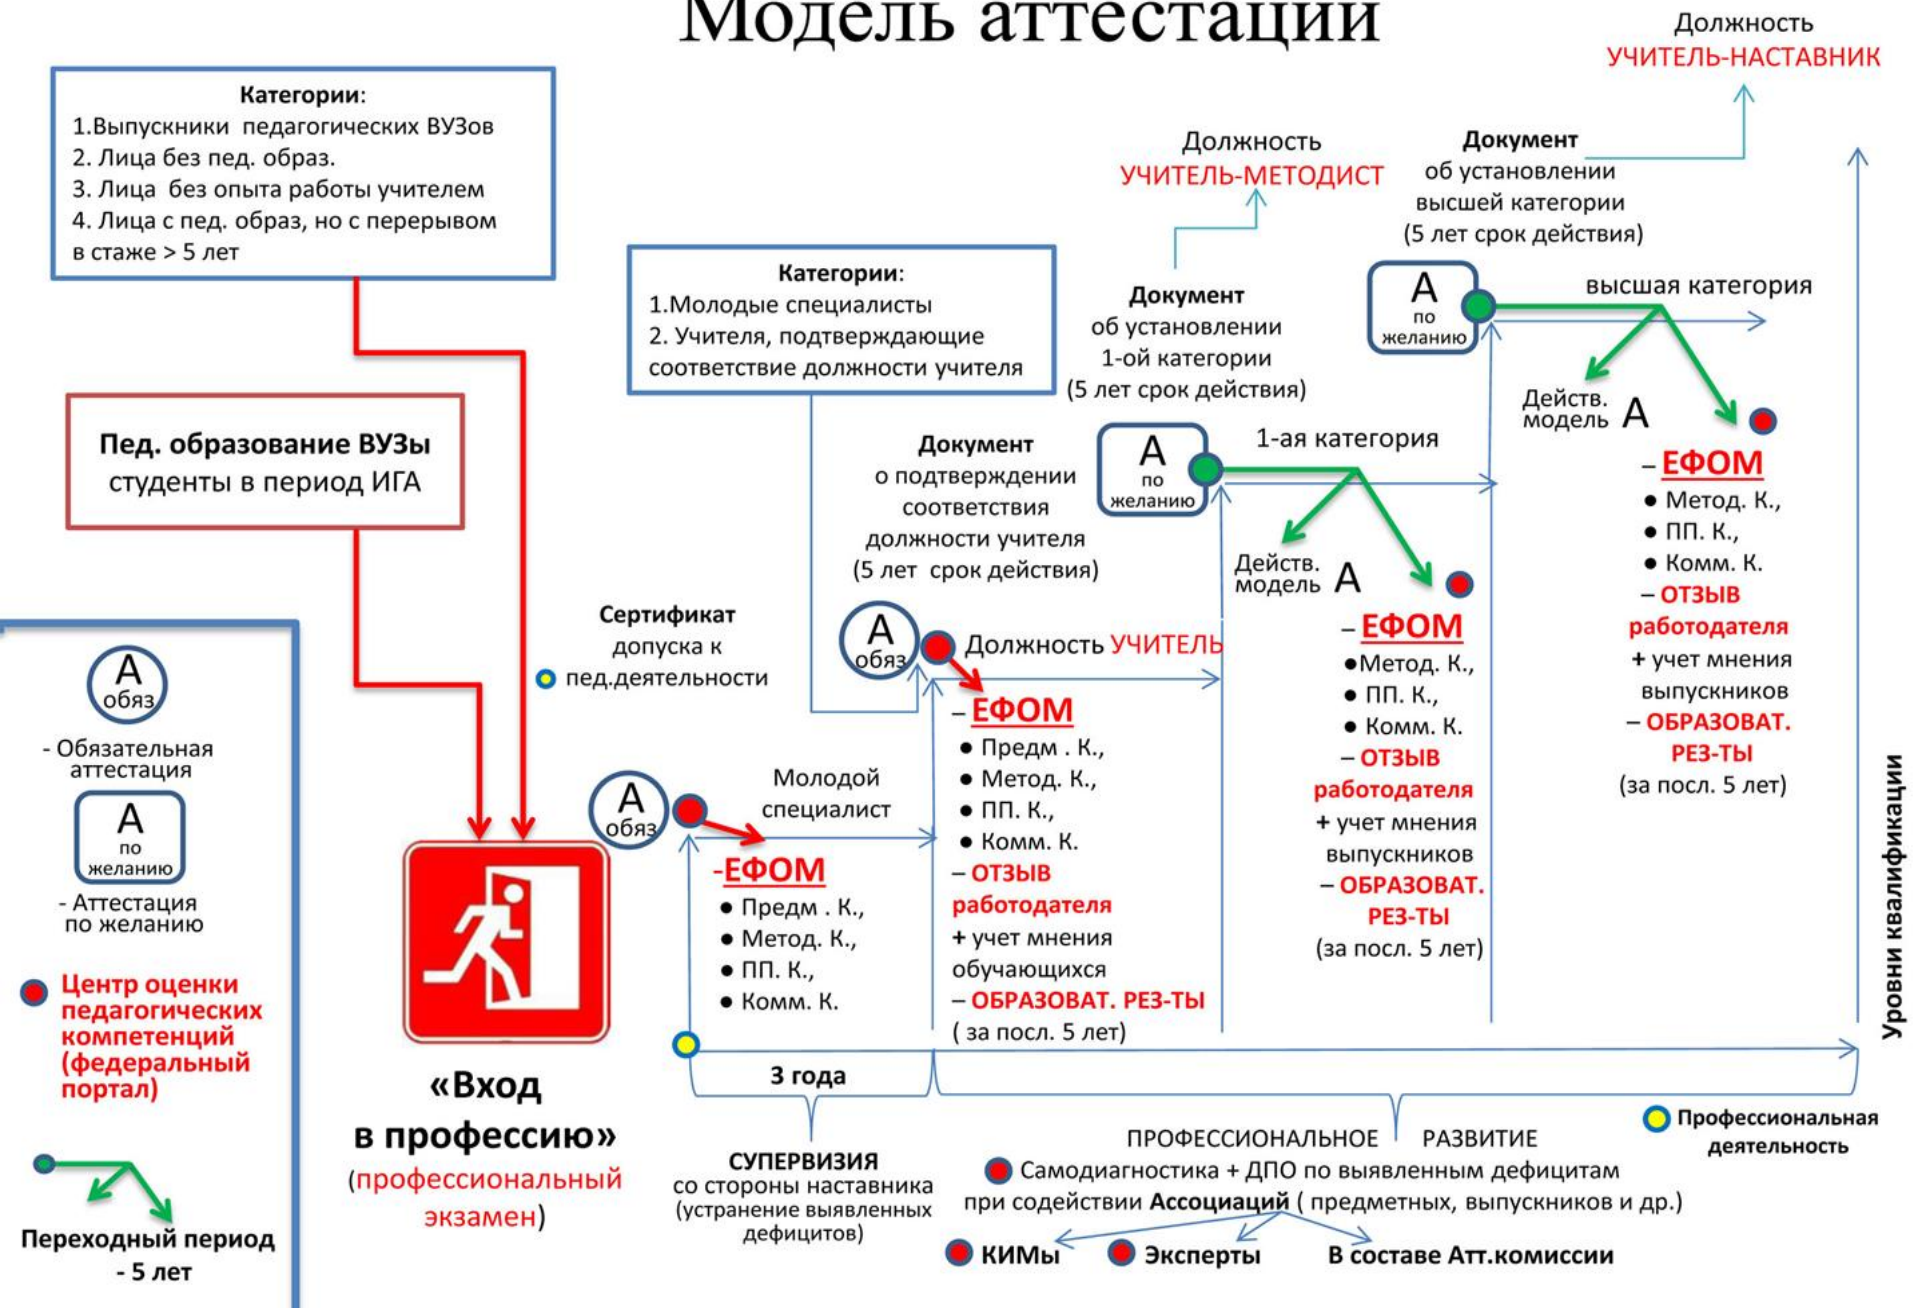 Модель аттестации
Категории:
1.Выпускники педагогических ВУЗов
2. Лица без пед. образ.
3. Лица без опыта работы учителем
4. Лица с пед. образ, но с перерывом
в стаже > 5 лет
Пед. образование ВУЗы
студенты в период ИГА
А
обяз
- Обязательная
аттестация
А
по
желанию
- Аттестация
по желанию
Центр оценки
педагогических
компетенций
(федеральный
портал)
Переходный период
- 5 лет
«Вход
в профессию»
(профессиональный
экзамен)
Сертификат
допуска к
пед.деятельности
А
обяз
Молодой
специалист
-ЕФОМ
● Предм . К.,
● Метод. К.,
● ПП. К.,
● Комм. К.
3 года
СУПЕРВИЗИЯ
со стороны наставника
(устранение выявленных
дефицитов)
Категории:
1.Молодые специалисты
2. Учителя, подтверждающие
соответствие должности учителя
Документ
о подтверждении
соответствия
должности учителя
(5 лет срок действия)
А
обяз
Должность УЧИТЕЛЬ
– ЕФОМ
● Предм . К.,
● Метод. К.,
● ПП. К.,
● Комм. К.
– ОТЗЫВ
работодателя
+ учет мнения
обучающихся
– ОБРАЗОВАТ. РЕЗ-ТЫ
( за посл. 5 лет)
Должность
УЧИТЕЛЬ-МЕТОДИСТ
Документ
об установлении
1-ой категории
(5 лет срок действия)
А
по
желанию
1-ая категория
Действ.
модель А
– ЕФОМ
●Метод. К.,
● ПП. К.,
● Комм. К.
– ОТЗЫВ
работодателя
+ учет мнения
выпускников
– ОБРАЗОВАТ.
РЕЗ-ТЫ
(за посл. 5 лет)
Должность
УЧИТЕЛЬ-НАСТАВНИК
Документ
об установлении
высшей категории
(5 лет срок действия)
А
по
желанию
высшая категория
Действ.
модель А
– ЕФОМ
● Метод. К.,
● ПП. К.,
● Комм. К.
– ОТЗЫВ
работодателя
+ учет мнения
выпускников
– ОБРАЗОВАТ.
РЕЗ-ТЫ
(за посл. 5 лет)
Уровни квалификации
Профессиональная
деятельность
ПРОФЕССИОНАЛЬНОЕ РАЗВИТИЕ
Самодиагностика + ДПО по выявленным дефицитам
при содействии Ассоциаций ( предметных, выпускников и др.)
КИМы Эксперты В составе Атт.комиссии